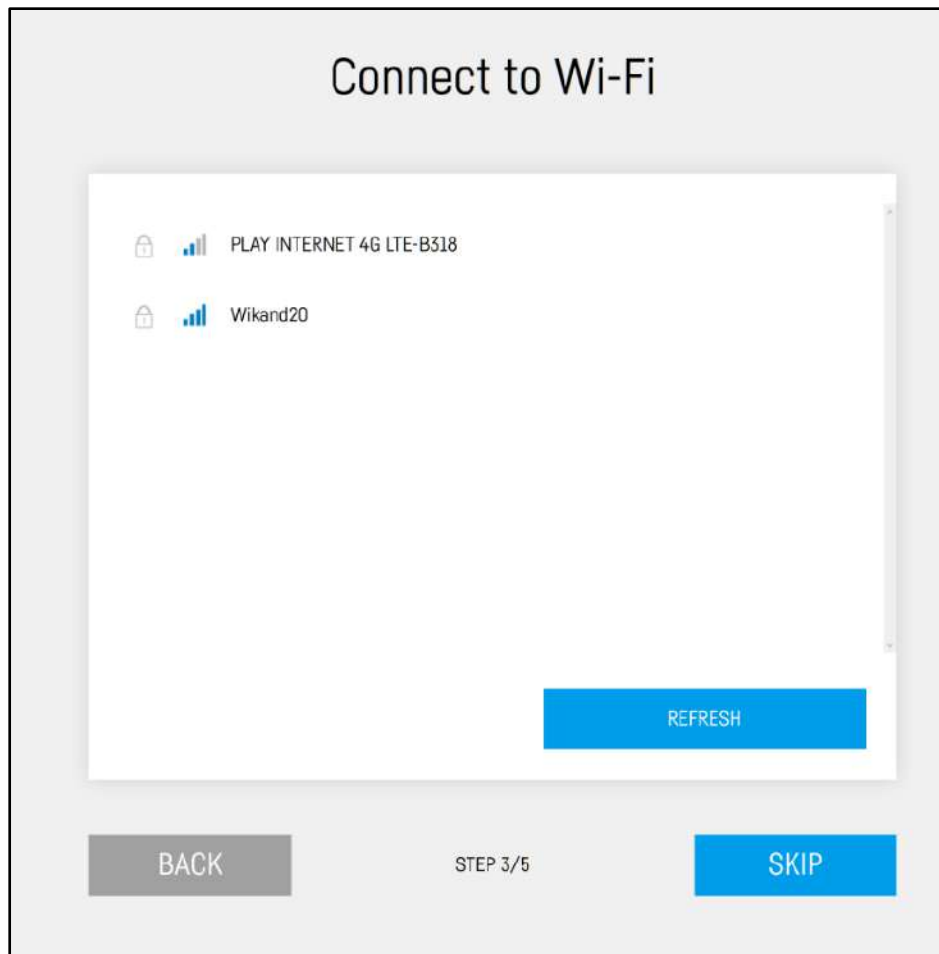 Connect to Wi-Fi
PLAY INTERNET 4G LTE-B318
Wikand20
REFRESH
BACK
STEP 3/5
SKIP